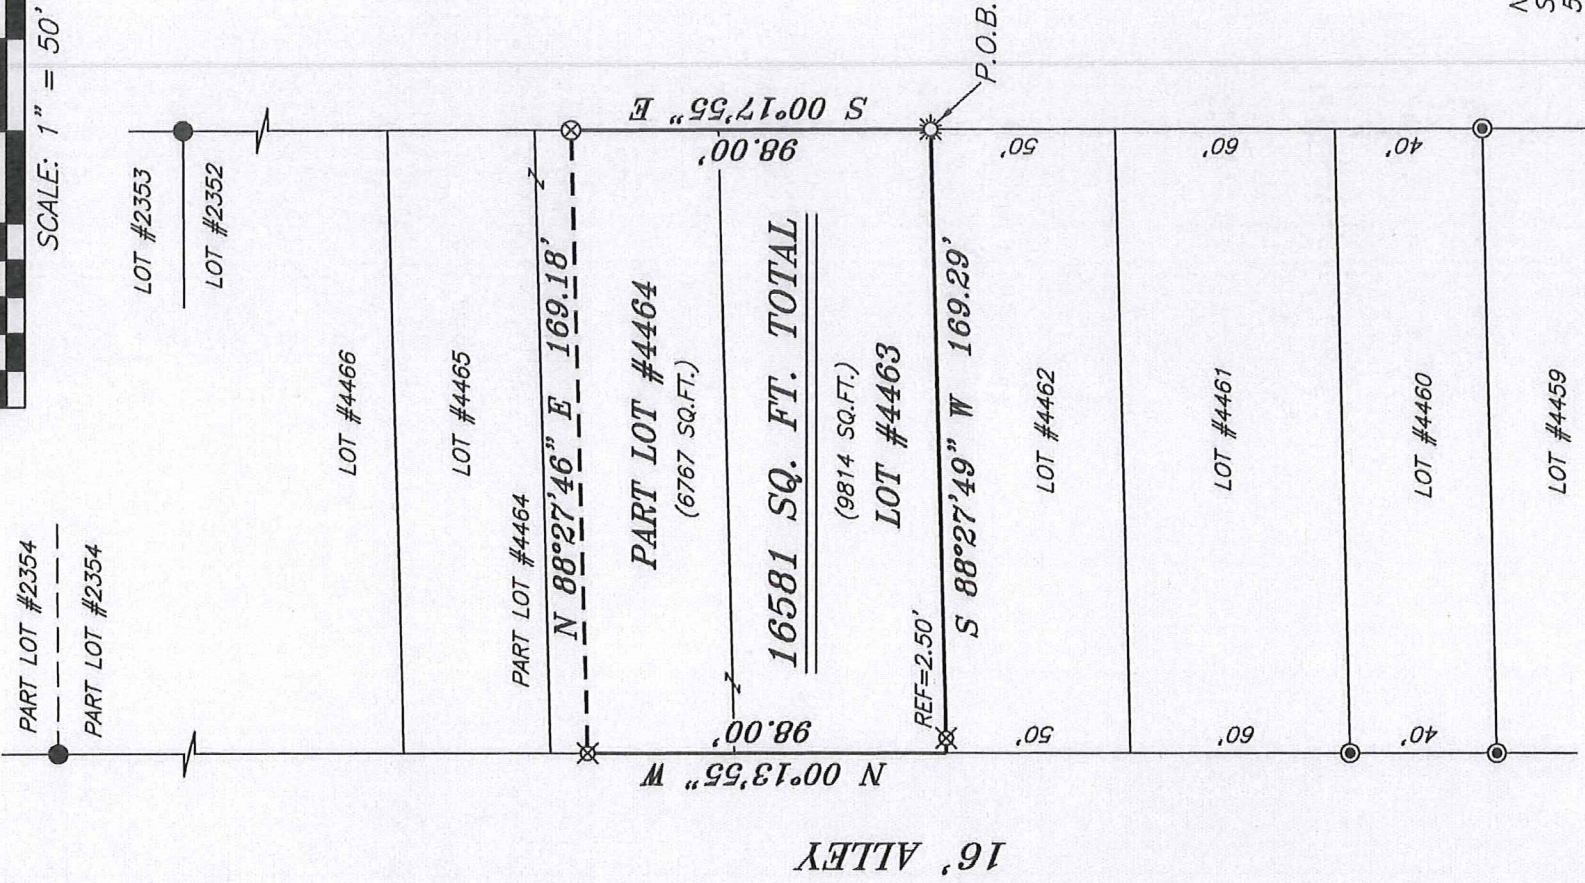 SCALE: 1" = 50'
PART LOT #2354
PART LOT #2354
LOT #2353
LOT #2352
LOT #4466
LOT #4465
PART LOT #4464
N 88°27'46" E 169.18'
PART LOT #4464
(6767 SQ.FT.)
16581 SQ. FT. TOTAL
(9814 SQ.FT.)
LOT #4463
S 88°27'49" W 169.29'
REF=2.50'
S 00°17'55" E
98.00'
N 00°13'55" W
98.00'
P.O.B.
LOT #4462
50'
50'
LOT #4461
60'
60'
LOT #4460
40'
40'
LOT #4459
16' ALLEY
N
S
5